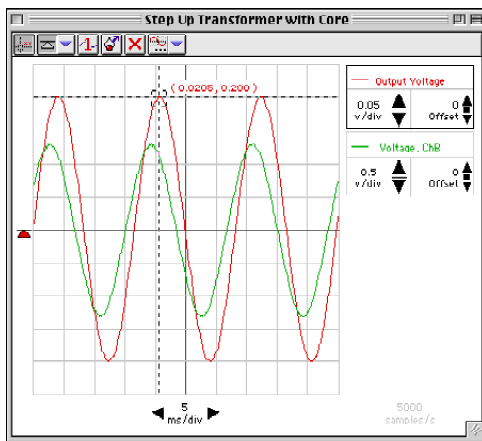 Step Up Transformer with Core
(0.0205, 0.200)
Output Voltage
0.05
v/div
0
Offset
Voltage, ChB
0.5
v/div
0
Offset
5
ms/div
5000
samples/s